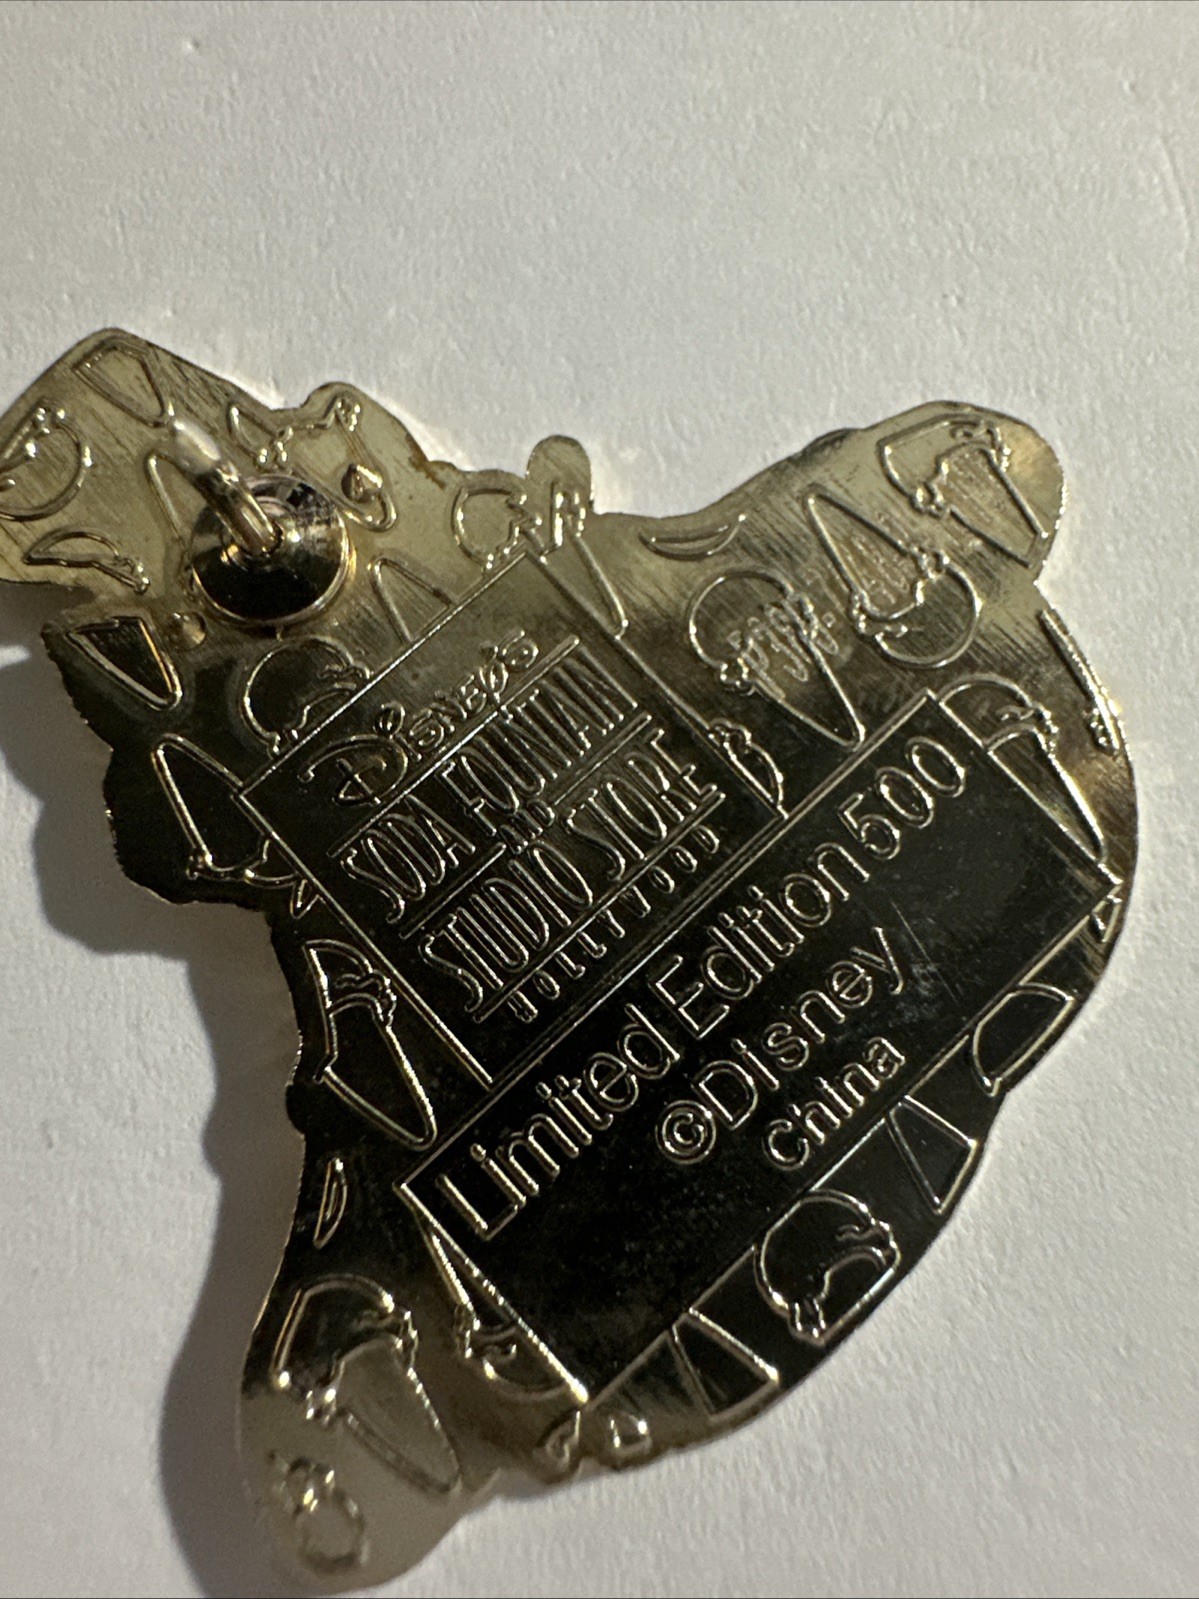 Disney's
SODA FOUNTAIN
AND
STUDIO STORE
HOLLYWOOD
Limited Edition 500
©Disney
China